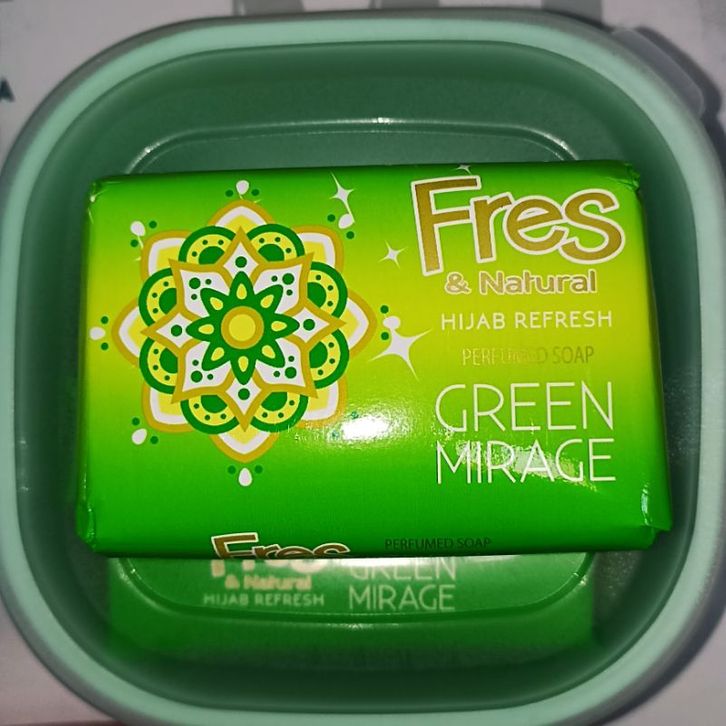 Fres
& Natural
HIJAB REFRESH
PERFUMED SOAP
GREEN
MIRAGE
Fres
& Natural
HIJAB REFRESH
PERFUMED SOAP
GREEN
MIRAGE